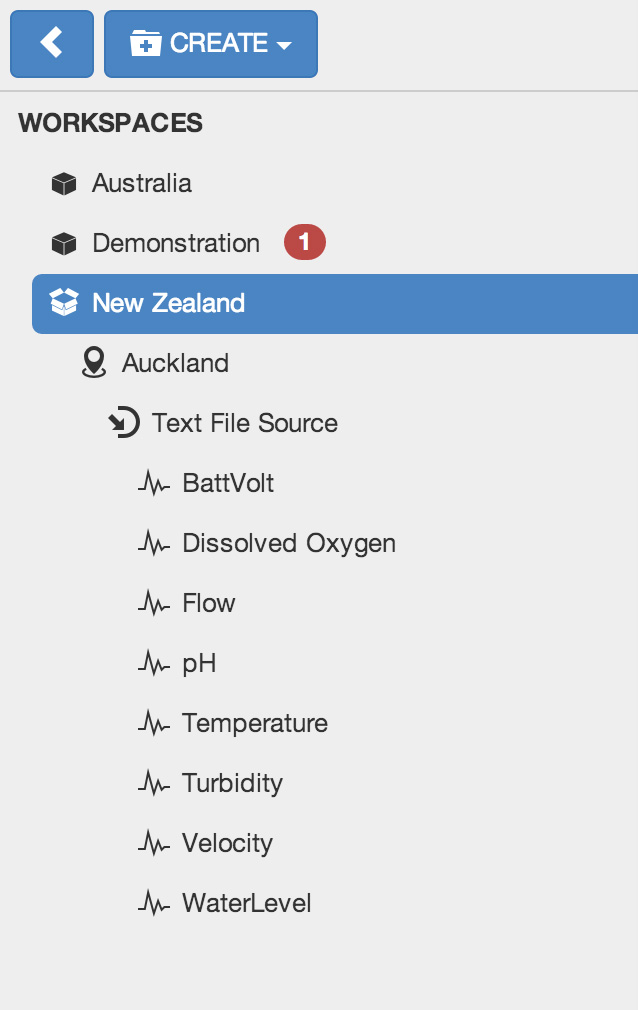 CREATE
WORKSPACES
Australia
Demonstration 1
New Zealand
Auckland
Text File Source
BattVolt
Dissolved Oxygen
Flow
pH
Temperature
Turbidity
Velocity
WaterLevel